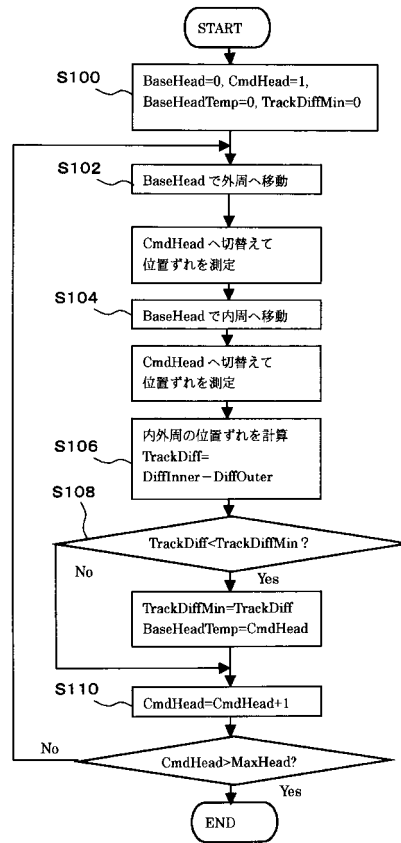 START
S100
BaseHead=0, CmdHead=1,
BaseHeadTemp=0, TrackDiffMin=0
S102
BaseHead で外周へ移動
CmdHead へ切替えて
位置ずれを測定
S104
BaseHead で内周へ移動
CmdHead へ切替えて
位置ずれを測定
S106
内外周の位置ずれを計算
TrackDiff=
DiffInner－DiffOuter
S108
TrackDiff<TrackDiffMin？
No
Yes
TrackDiffMin=TrackDiff
BaseHeadTemp=CmdHead
S110
CmdHead=CmdHead+1
No
CmdHead>MaxHead?
Yes
END